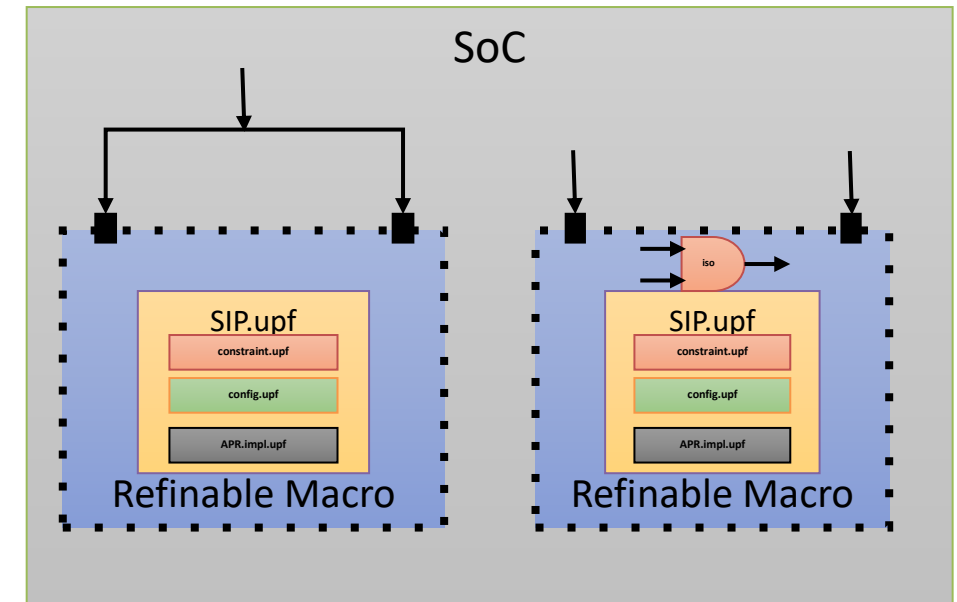 SoC
SIP.upf
constraint.upf
config.upf
APR.impl.upf
Refinable Macro
iso
SIP.upf
constraint.upf
config.upf
APR.impl.upf
Refinable Macro